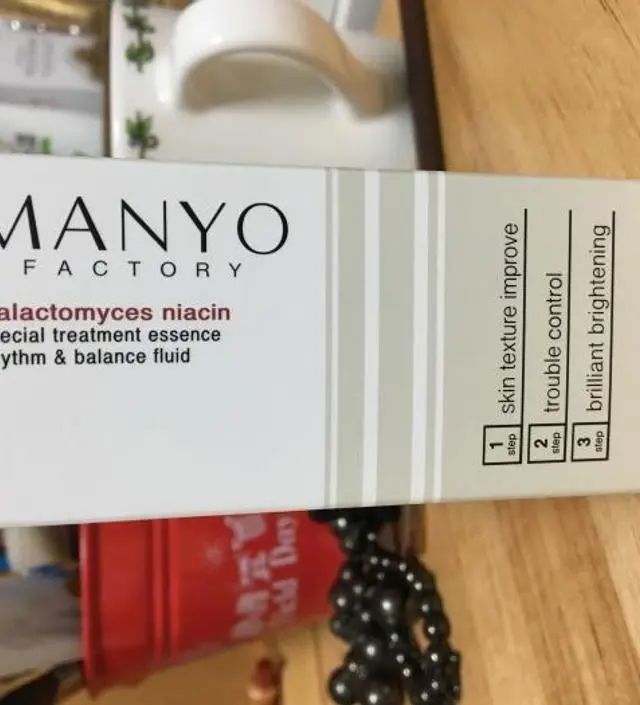 MANYO
FACTORY
alactomyces niacin
ecial treatment essence
ythm & balance fluid
1 step skin texture improve
2 step trouble control
3 step brilliant brightening
Day